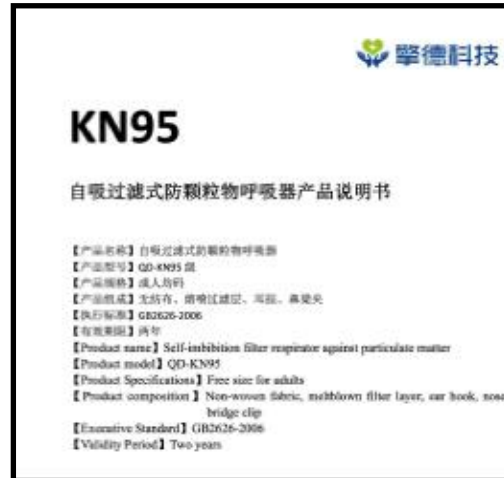 擎德科技
KN95
自吸过滤式防颗粒物呼吸器产品说明书
【产品名称】自吸过滤式防颗粒物呼吸器
【产品型号】QD-KN95 级
【产品规格】成人均码
【产品组成】无纺布、熔喷过滤层、耳挂、鼻梁夹
【执行标准】GB2626-2006
【有效期限】两年
【Product name】Self-imbibition filter respirator against particulate matter
【Product model】QD-KN95
【Product Specifications】Free size for adults
【Product composition】Non-woven fabric, meltblown filter layer, ear hook, nose
bridge clip
【Executive Standard】GB2626-2006
【Validity Period】Two years